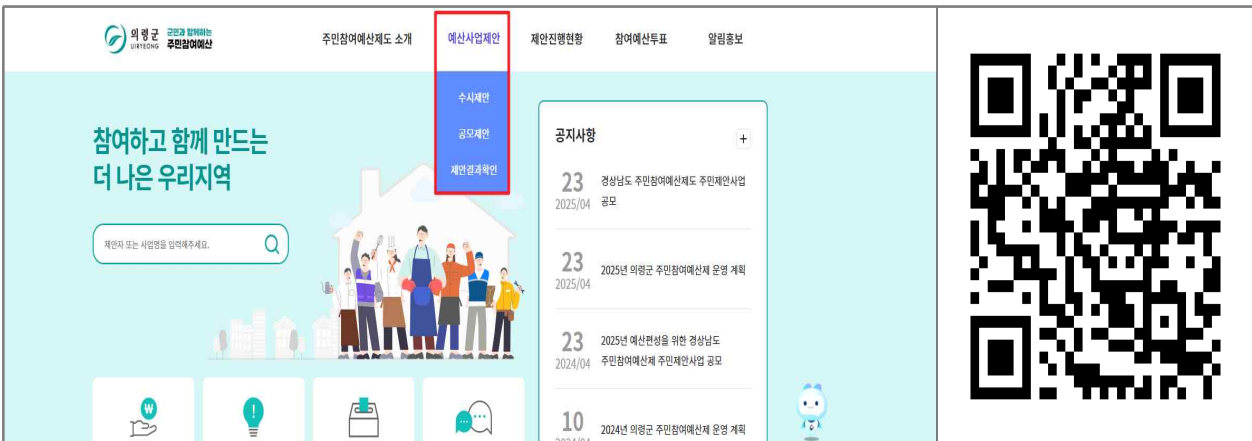 의령군
UIRYEONG
군민과 함께하는
주민참여예산
주민참여예산제도 소개
예산사업제안
제안진행현황
참여예산투표
알림홍보
수시제안
공모제안
제안결과확인
참여하고 함께 만드는
더 나은 우리지역
제안자 또는 사업명을 입력해주세요.
공지사항
+
23
2025/04
경상남도 주민참여예산제도 주민제안사업
공모
23
2025/04
2025년 의령군 주민참여예산제 운영 계획
23
2024/04
2025년 예산편성을 위한 경상남도
주민참여예산제 주민제안사업 공모
10
2024/04
2024년 의령군 주민참여예산제 운영 계획
W